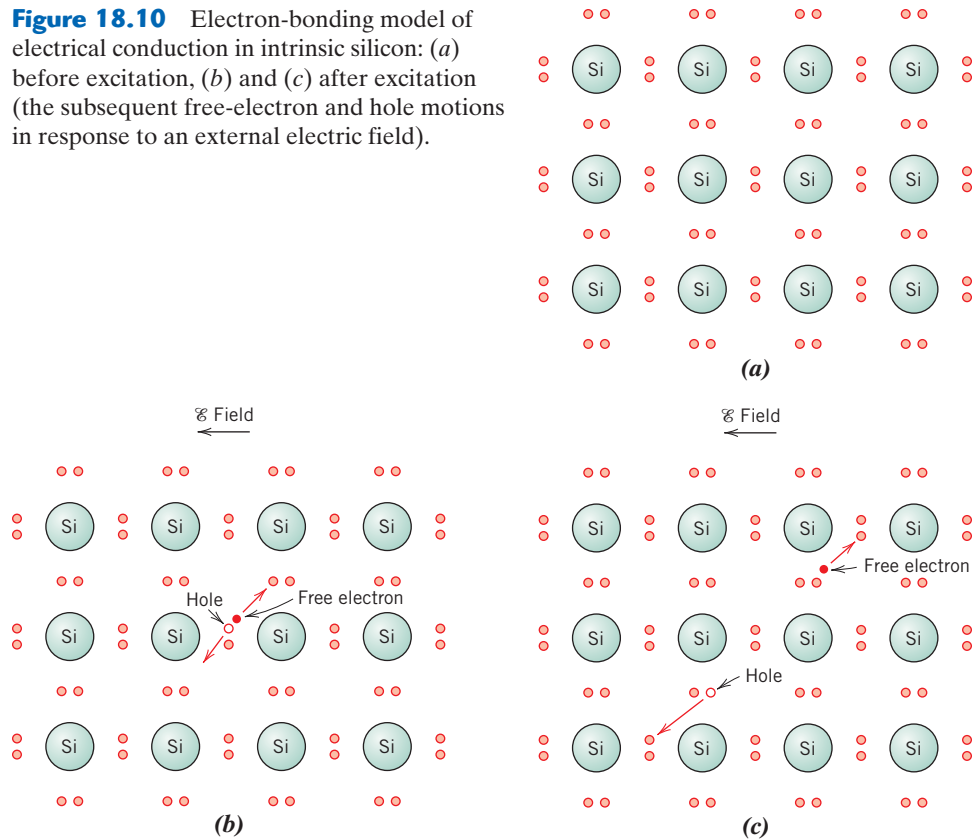 Figure 18.10 Electron-bonding model of
electrical conduction in intrinsic silicon: (a)
before excitation, (b) and (c) after excitation
(the subsequent free-electron and hole motions
in response to an external electric field).
Si Si Si Si
Si Si Si Si
Si Si Si Si
(a)
ℰ Field
Si Si Si Si
Hole
Free electron
Si Si Si Si
Si Si Si Si
(b)
ℰ Field
Si Si Si Si
Free electron
Si Si Si Si
Hole
Si Si Si Si
(c)